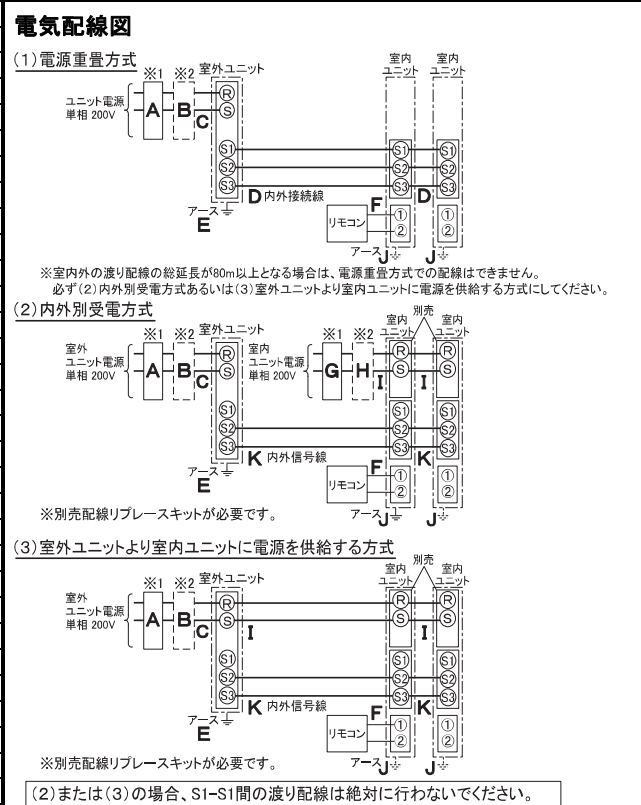 電気配線図
(1)電源重畳方式
※1 ※2 室外ユニット 室内ユニット 室内ユニット
ユニット電源
単相 200V
A B C
R
S
S1 S1 S1
S2 S2 S2
S3 S3 D S3
D 内外接続線
アース
E
F
リモコン
① ①
② ②
アース J J
※室内外の渡り配線の総延長が80m以上となる場合は、電源重畳方式での配線はできません。
必ず(2)内外別受電方式あるいは(3)室外ユニットより室内ユニットに電源を供給する方式にしてください。
(2)内外別受電方式
別売
※1 ※2 室外ユニット ※1 ※2 室内ユニット 室内ユニット
室外
ユニット電源
単相 200V
A B C
R
S
室内
ユニット電源
単相 200V
G H I I
R R
S S
S1 S1 S1
S2 S2 S2
S3 S3 K S3
K 内外信号線
アース
E
F
リモコン
① ①
② ②
※別売配線リプレースキットが必要です。
アース J J
(3)室外ユニットより室内ユニットに電源を供給する方式
別売
※1 ※2 室外ユニット 室内ユニット 室内ユニット
室外
ユニット電源
単相 200V
A B C
R R R
S I S I S
S1 S1 S1
S2 S2 S2
S3 S3 K S3
K 内外信号線
アース
E
F
リモコン
① ①
② ②
※別売配線リプレースキットが必要です。
アース J J
(2)または(3)の場合、S1-S1間の渡り配線は絶対に行わないでください。